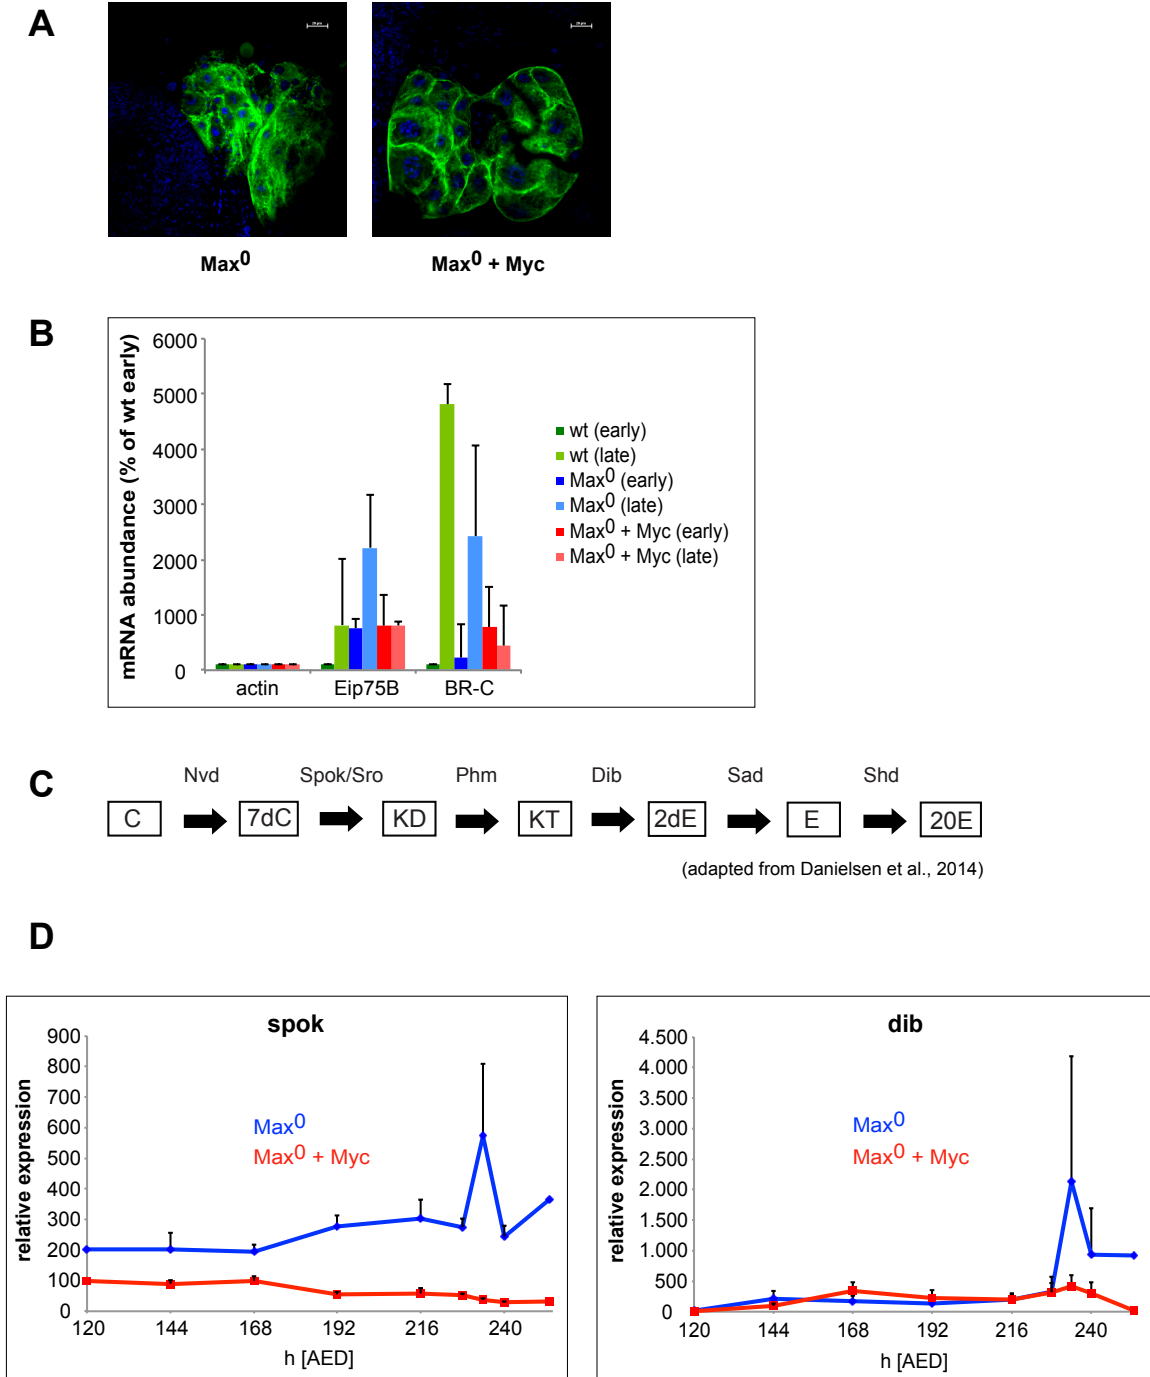 A
Max0
Max0 + Myc
B
mRNA abundance (% of wt early)
6000
5000
4000
3000
2000
1000
0
actin
Eip75B
BR-C
wt (early)
wt (late)
Max0 (early)
Max0 (late)
Max0 + Myc (early)
Max0 + Myc (late)
C
Nvd Spok/Sro Phm Dib Sad Shd
C 7dC KD KT 2dE E 20E
(adapted from Danielsen et al., 2014)
D
spok
relative expression
900
800
700
600
500
400
300
200
100
0
Max0
Max0 + Myc
120 144 168 192 216 240
h [AED]
dib
relative expression
4.500
4.000
3.500
3.000
2.500
2.000
1.500
1.000
500
0
Max0
Max0 + Myc
120 144 168 192 216 240
h [AED]